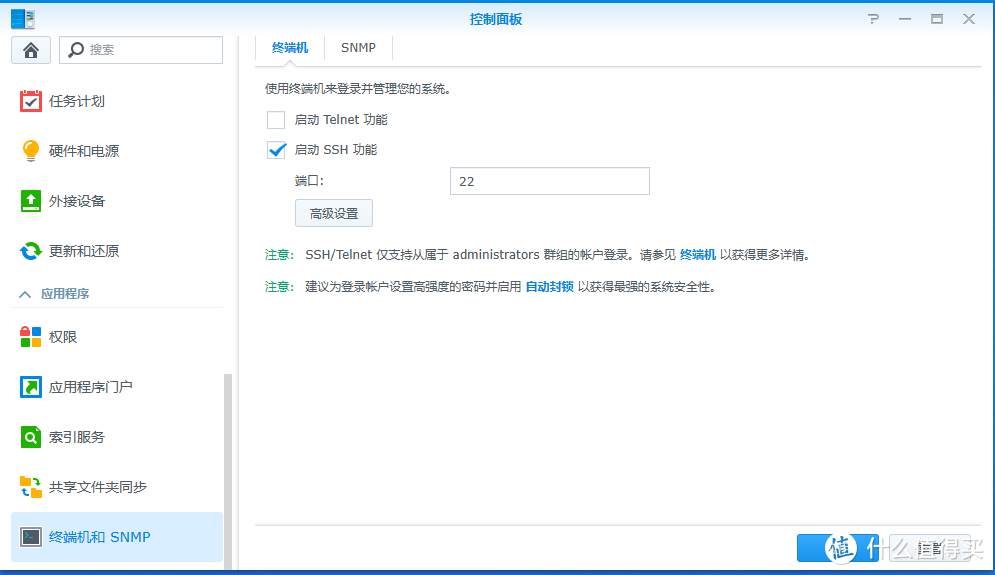 控制面板
搜索
任务计划
硬件和电源
外接设备
更新和还原
应用程序
权限
应用程序门户
索引服务
共享文件夹同步
终端机和 SNMP
终端机 SNMP
使用终端机来登录并管理您的系统。
启动 Telnet 功能
启动 SSH 功能
端口: 22
高级设置
注意: SSH/Telnet 仅支持从属于 administrators 群组的帐户登录。请参见 终端机 以获得更多详情。
注意: 建议为登录帐户设置高强度的密码并启用 自动封锁 以获得最强的系统安全性。
值 什么值得买